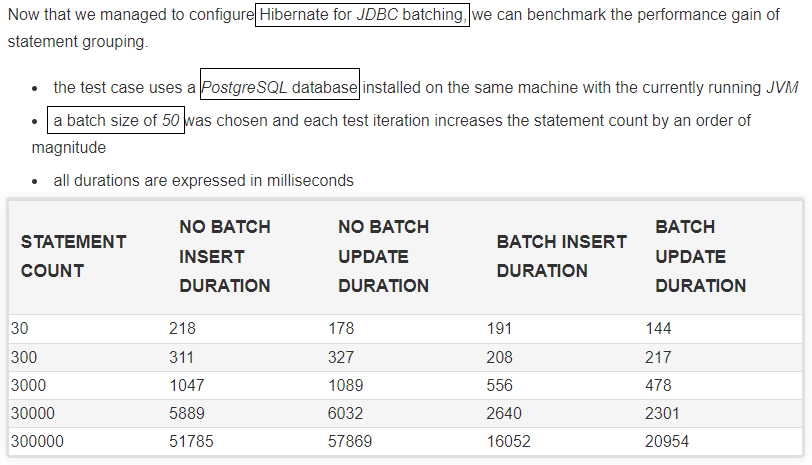 Now that we managed to configure Hibernate for JDBC batching, we can benchmark the performance gain of
statement grouping.
• the test case uses a PostgreSQL database installed on the same machine with the currently running JVM
• a batch size of 50 was chosen and each test iteration increases the statement count by an order of
magnitude
• all durations are expressed in milliseconds
STATEMENT COUNT NO BATCH INSERT DURATION NO BATCH UPDATE DURATION BATCH INSERT DURATION BATCH UPDATE DURATION
30 218 178 191 144
300 311 327 208 217
3000 1047 1089 556 478
30000 5889 6032 2640 2301
300000 51785 57869 16052 20954